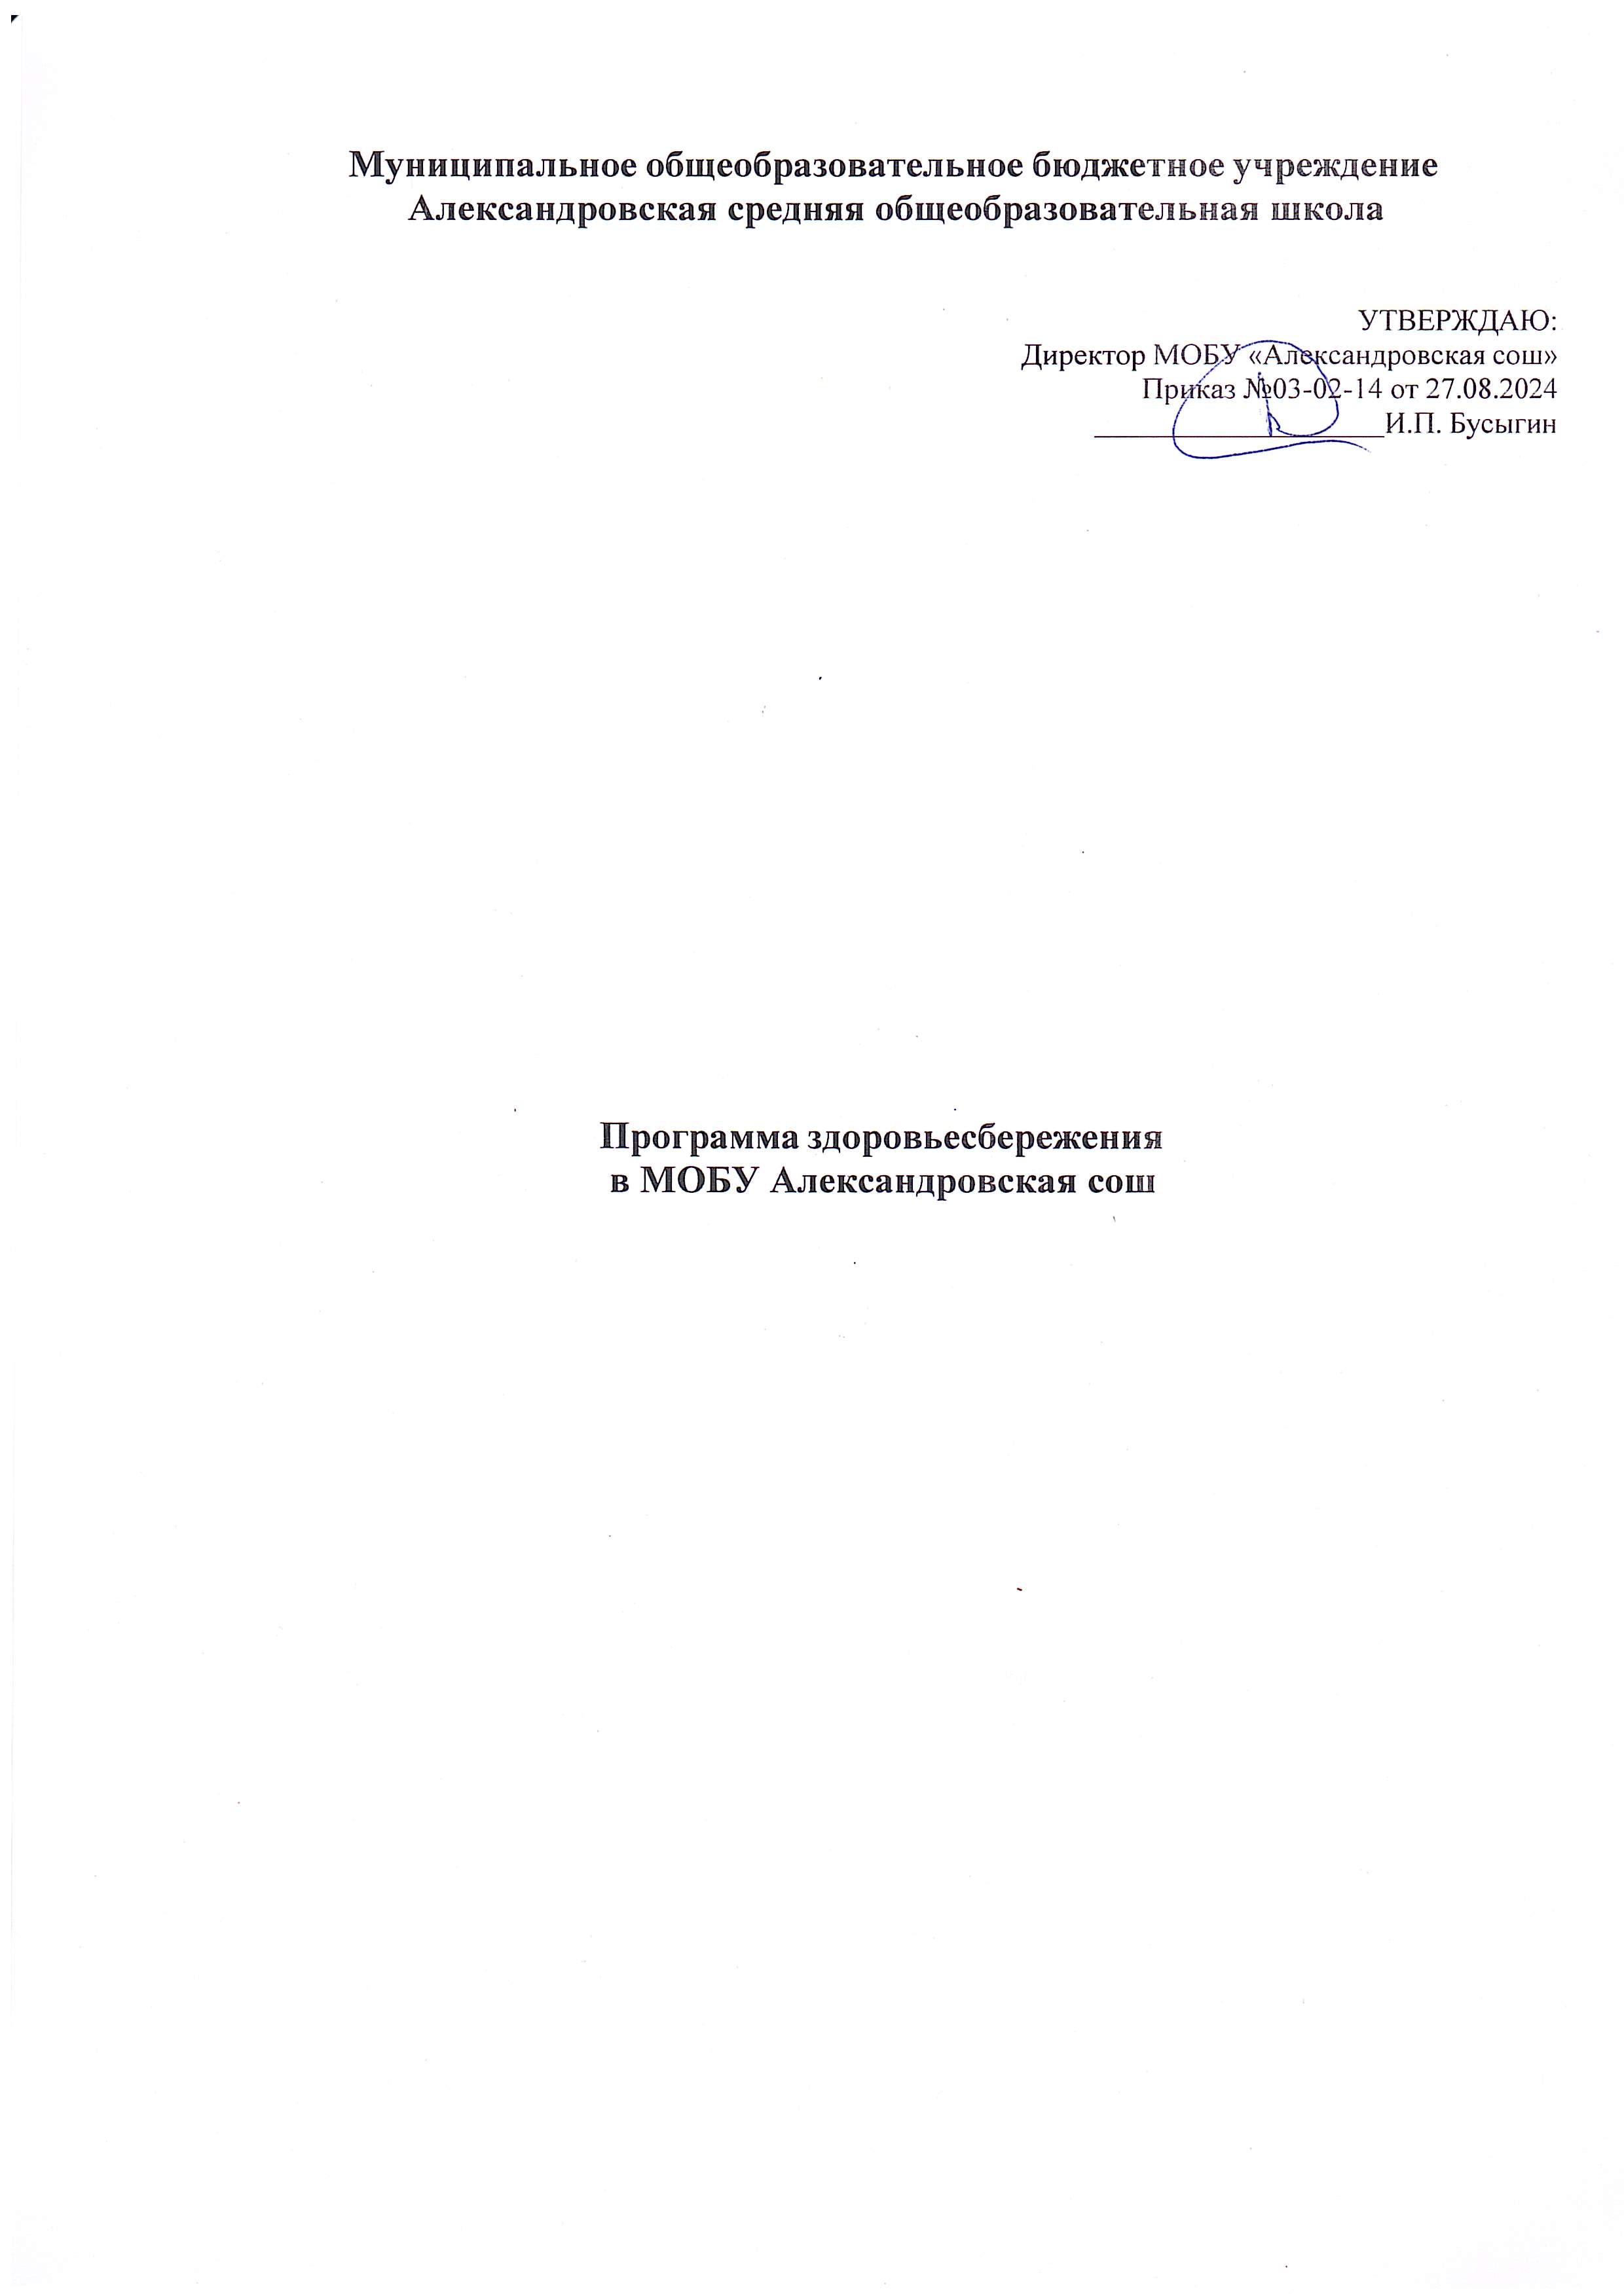 Муниципальное общеобразовательное бюджетное учреждение
Александровская средняя общеобразовательная школа
УТВЕРЖДАЮ:
Директор МОБУ «Александровская сош»
Приказ №03-02-14 от 27.08.2024
____________________И.П. Бусыгин
Программа здоровьесбережения
в МОБУ Александровская сош